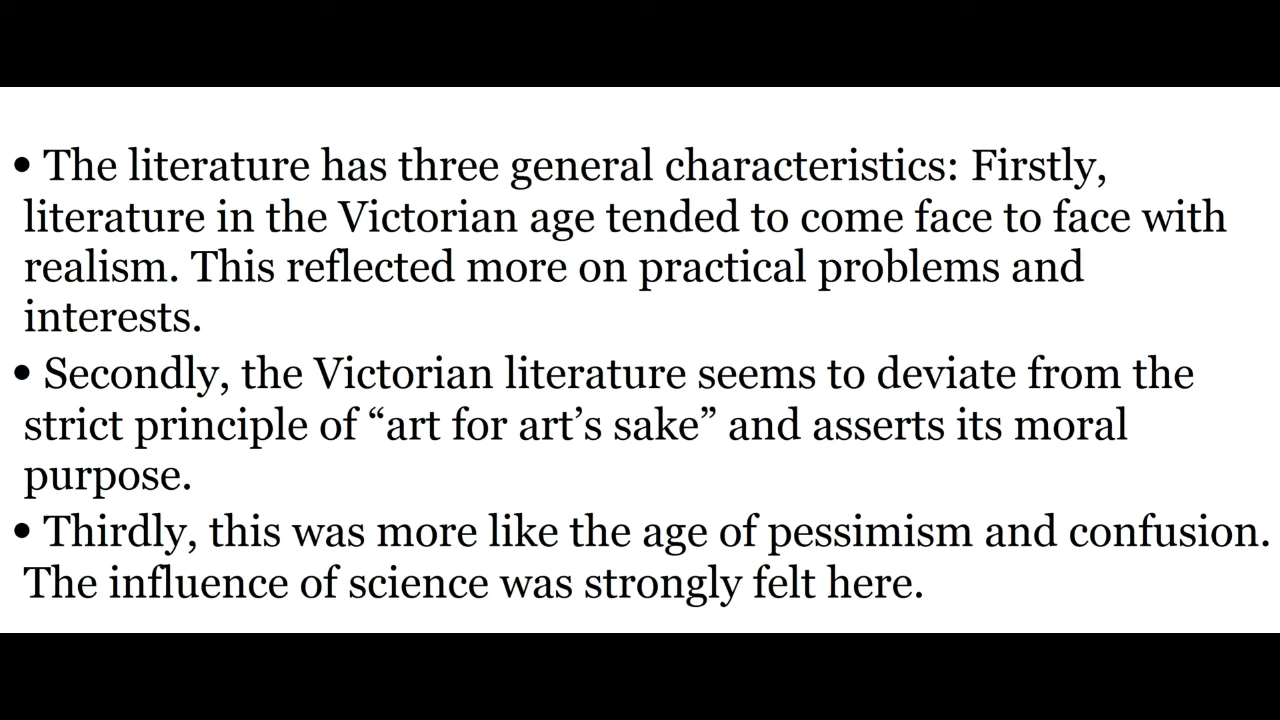 • The literature has three general characteristics: Firstly,
literature in the Victorian age tended to come face to face with
realism. This reflected more on practical problems and
interests.
• Secondly, the Victorian literature seems to deviate from the
strict principle of “art for art’s sake” and asserts its moral
purpose.
• Thirdly, this was more like the age of pessimism and confusion.
The influence of science was strongly felt here.